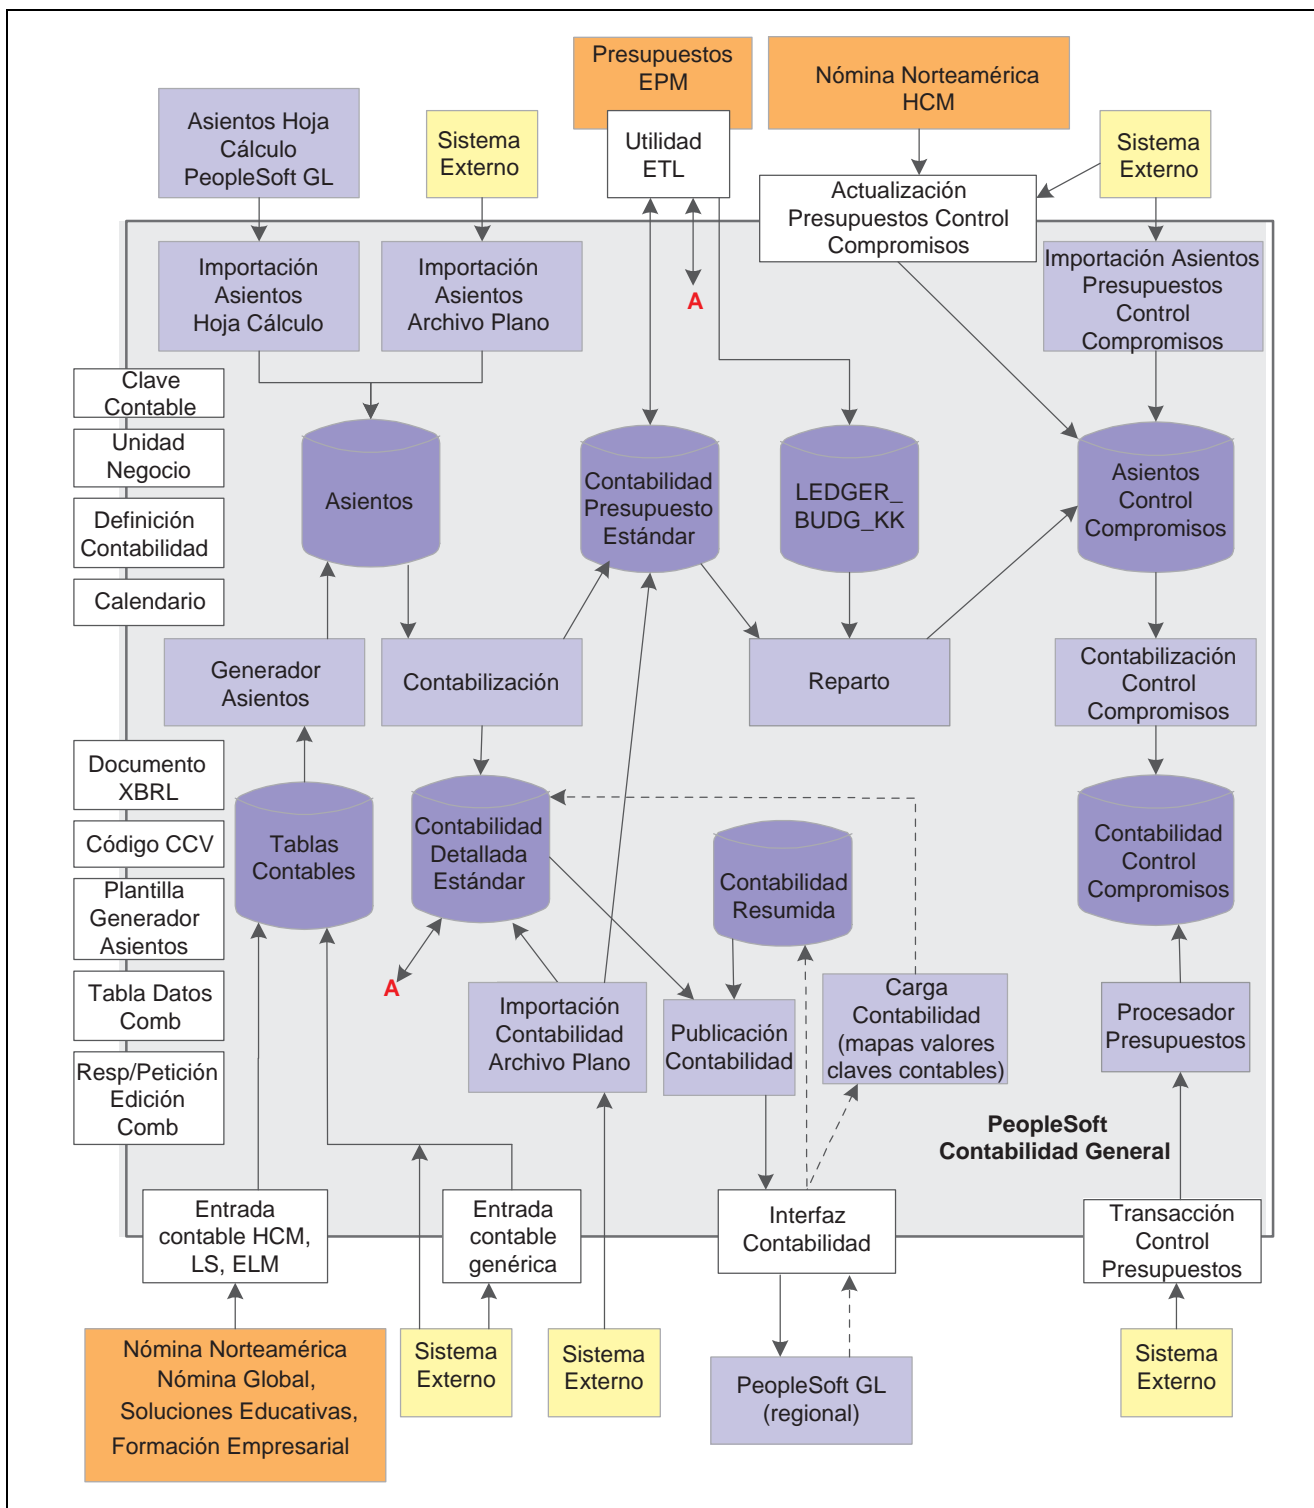 Presupuestos
EPM
Nómina Norteamérica
HCM
Asientos Hoja
Cálculo
PeopleSoft GL
Sistema
Externo
Utilidad
ETL
Sistema
Externo
Actualización
Presupuestos Control
Compromisos
Importación
Asientos
Hoja Cálculo
Importación
Asientos
Archivo Plano
A
Importación Asientos
Presupuestos
Control
Compromisos
Clave
Contable
Unidad
Negocio
Definición
Contabilidad
Calendario
Asientos
Contabilidad
Presupuesto
Estándar
LEDGER_
BUDG_KK
Asientos
Control
Compromisos
Generador
Asientos
Contabilización
Reparto
Contabilización
Control
Compromisos
Documento
XBRL
Código CCV
Plantilla
Generador
Asientos
Tabla Datos
Comb
Resp/Petición
Edición
Comb
Tablas
Contables
Contabilidad
Detallada
Estándar
Contabilidad
Resumida
Contabilidad
Control
Compromisos
A
Importación
Contabilidad
Archivo Plano
Publicación
Contabilidad
Carga
Contabilidad
(mapas valores
claves contables)
Procesador
Presupuestos
PeopleSoft
Contabilidad General
Entrada
contable HCM,
LS, ELM
Entrada
contable
genérica
Interfaz
Contabilidad
Transacción
Control
Presupuestos
Nómina Norteamérica
Nómina Global,
Soluciones Educativas,
Formación Empresarial
Sistema
Externo
Sistema
Externo
PeopleSoft GL
(regional)
Sistema
Externo